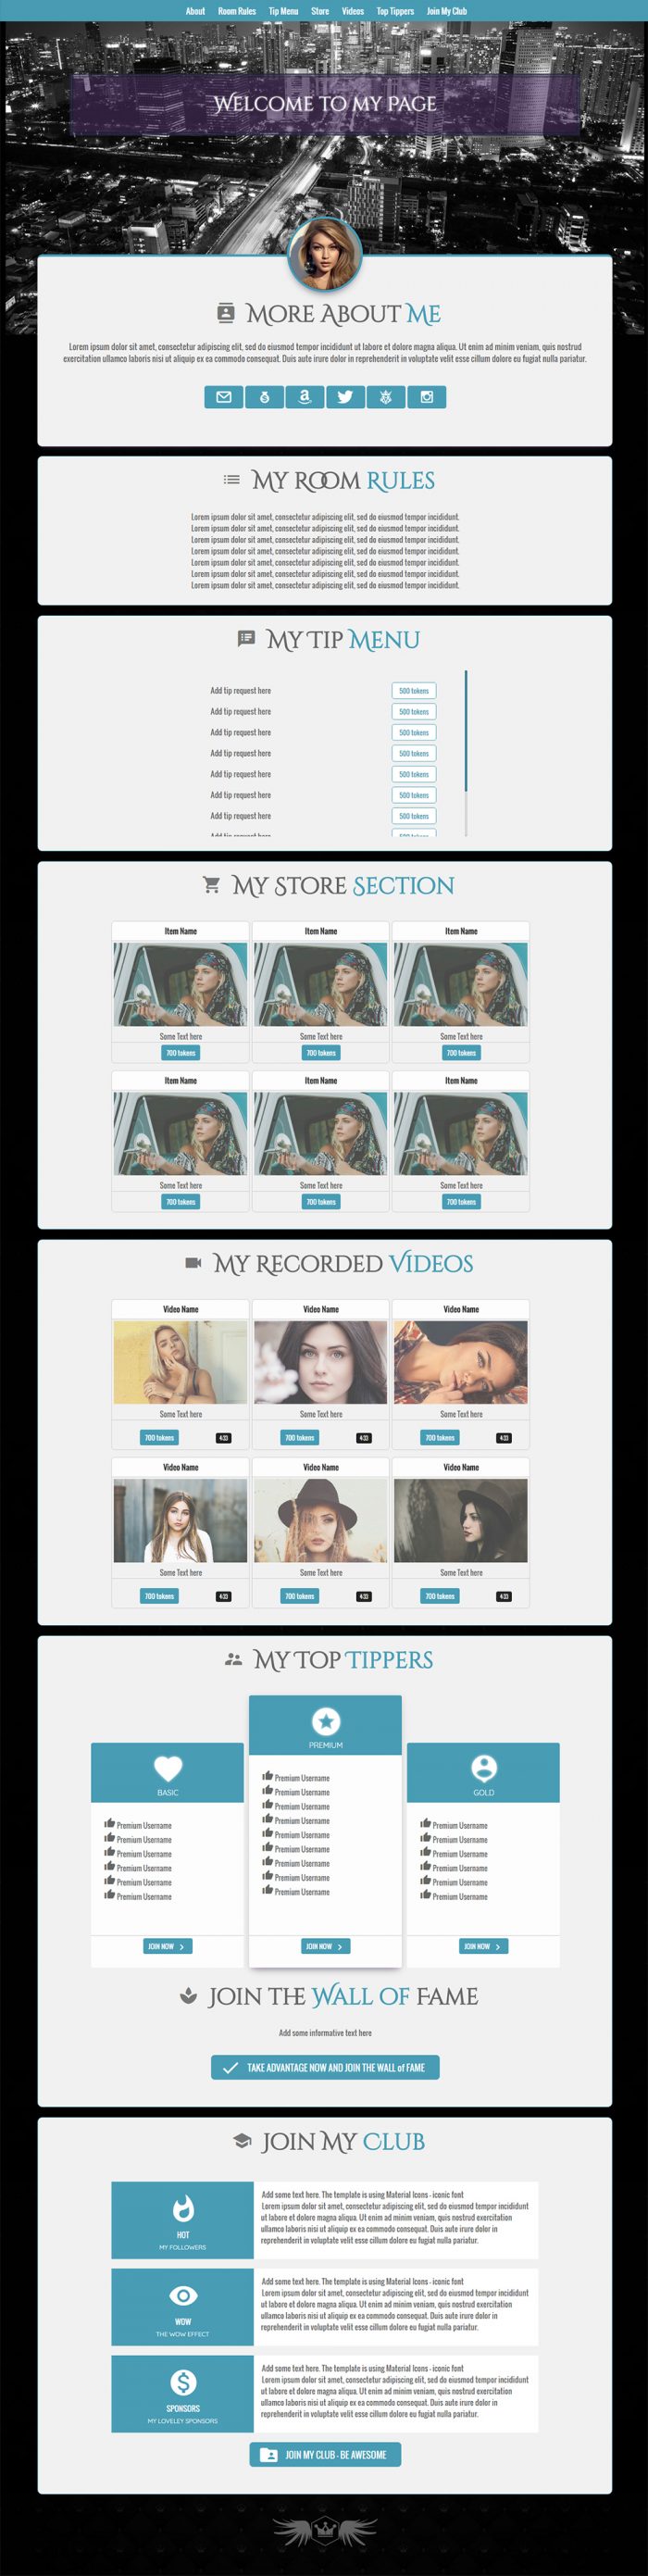 About Room Rules Tip Menu Store Videos Top Tippers Join My Club
Welcome to my Page
More About Me
Lorem ipsum dolor sit amet, consectetur adipiscing elit, sed do eiusmod tempor incididunt ut labore et dolore magna aliqua. Ut enim ad minim veniam, quis nostrud
exercitation ullamco laboris nisi ut aliquip ex ea commodo consequat. Duis aute irure dolor in reprehenderit in voluptate velit esse cillum dolore eu fugiat nulla pariatur.
My Room Rules
Lorem ipsum dolor sit amet, consectetur adipiscing elit, sed do eiusmod tempor incididunt.
Lorem ipsum dolor sit amet, consectetur adipiscing elit, sed do eiusmod tempor incididunt.
Lorem ipsum dolor sit amet, consectetur adipiscing elit, sed do eiusmod tempor incididunt.
Lorem ipsum dolor sit amet, consectetur adipiscing elit, sed do eiusmod tempor incididunt.
Lorem ipsum dolor sit amet, consectetur adipiscing elit, sed do eiusmod tempor incididunt.
Lorem ipsum dolor sit amet, consectetur adipiscing elit, sed do eiusmod tempor incididunt.
Lorem ipsum dolor sit amet, consectetur adipiscing elit, sed do eiusmod tempor incididunt.
My Tip Menu
Add tip request here 500 tokens
Add tip request here 500 tokens
Add tip request here 500 tokens
Add tip request here 500 tokens
Add tip request here 500 tokens
Add tip request here 500 tokens
Add tip request here 500 tokens
Add tip request here 500 tokens
My Store Section
Item Name Item Name Item Name
Some Text here Some Text here Some Text here
700 tokens 700 tokens 700 tokens
Item Name Item Name Item Name
Some Text here Some Text here Some Text here
700 tokens 700 tokens 700 tokens
My Recorded Videos
Video Name Video Name Video Name
Some Text here Some Text here Some Text here
700 tokens 4:33 700 tokens 4:33 700 tokens 4:33
Video Name Video Name Video Name
Some Text here Some Text here Some Text here
700 tokens 4:33 700 tokens 4:33 700 tokens 4:33
My Top Tippers
BASIC
Premium Username
Premium Username
Premium Username
Premium Username
Premium Username
Premium Username
JOIN NOW
PREMIUM
Premium Username
Premium Username
Premium Username
Premium Username
Premium Username
Premium Username
Premium Username
Premium Username
Premium Username
JOIN NOW
GOLD
Premium Username
Premium Username
Premium Username
Premium Username
Premium Username
Premium Username
JOIN NOW
Join the Wall of Fame
Add some informative text here
TAKE ADVANTAGE NOW AND JOIN THE WALL of FAME
Join My Club
HOT
MY FOLLOWERS
Add some text here. The template is using Material Icons - iconic font
Lorem ipsum dolor sit amet, consectetur adipiscing elit, sed do eiusmod tempor incididunt
ut labore et dolore magna aliqua. Ut enim ad minim veniam, quis nostrud exercitation
ullamco laboris nisi ut aliquip ex ea commodo consequat. Duis aute irure dolor in
reprehenderit in voluptate velit esse cillum dolore eu fugiat nulla pariatur.
WOW
THE WOW EFFECT
Add some text here. The template is using Material Icons - iconic font
Lorem ipsum dolor sit amet, consectetur adipiscing elit, sed do eiusmod tempor incididunt
ut labore et dolore magna aliqua. Ut enim ad minim veniam, quis nostrud exercitation
ullamco laboris nisi ut aliquip ex ea commodo consequat. Duis aute irure dolor in
reprehenderit in voluptate velit esse cillum dolore eu fugiat nulla pariatur.
SPONSORS
MY LOVELEY SPONSORS
Add some text here. The template is using Material Icons - iconic font
Lorem ipsum dolor sit amet, consectetur adipiscing elit, sed do eiusmod tempor incididunt
ut labore et dolore magna aliqua. Ut enim ad minim veniam, quis nostrud exercitation
ullamco laboris nisi ut aliquip ex ea commodo consequat. Duis aute irure dolor in
reprehenderit in voluptate velit esse cillum dolore eu fugiat nulla pariatur.
JOIN MY CLUB - BE AWESOME